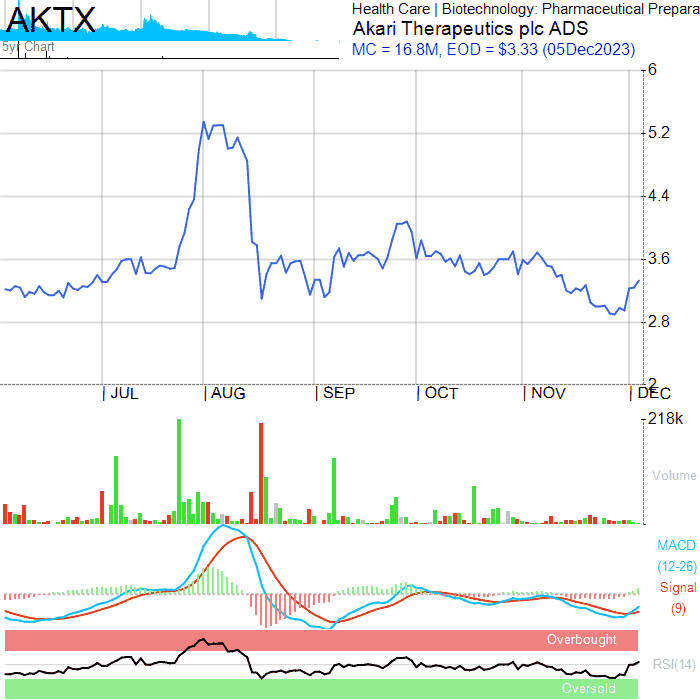 AKTX
5yr Chart
Health Care | Biotechnology: Pharmaceutical Prepara
Akari Therapeutics plc ADS
MC = 16.8M, EOD = $3.33 (05Dec2023)
6
5.2
4.4
3.6
2.8
2
JUL
AUG
SEP
OCT
NOV
DEC
218k
Volume
MACD
(12-26)
Signal
(9)
Overbought
RSI(14)
Oversold